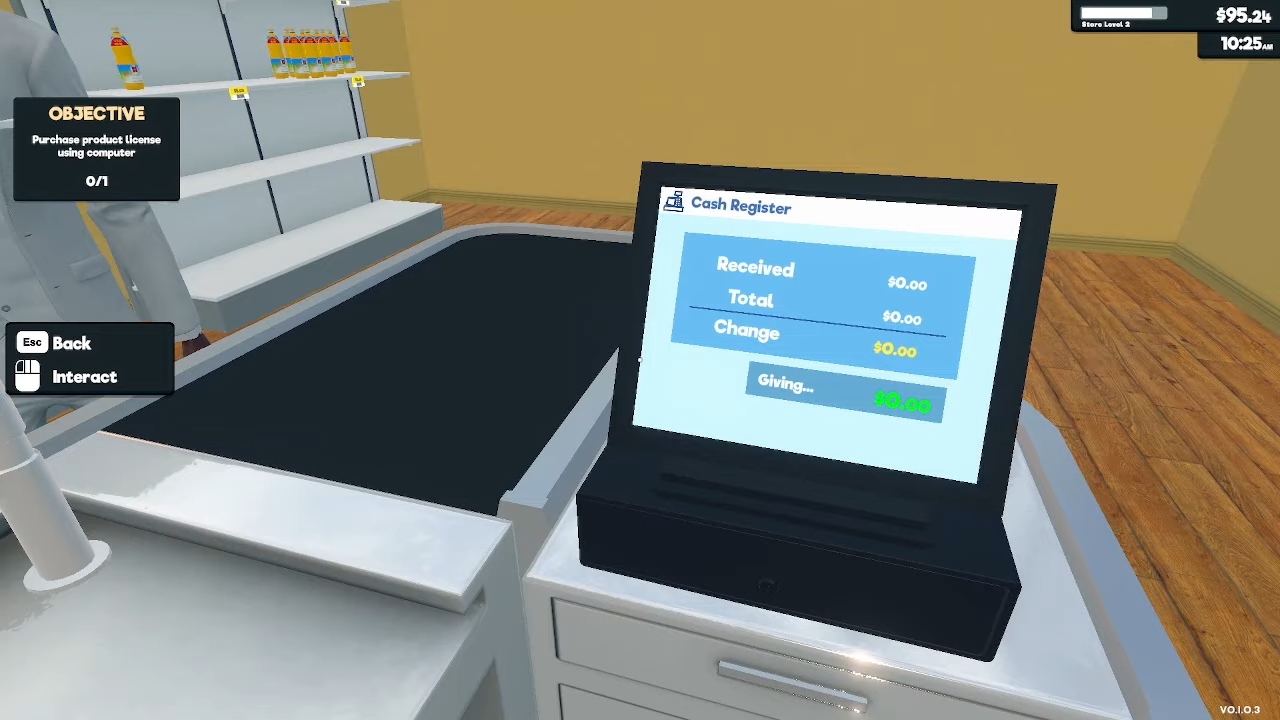 $95.24
Store Level 2
10:25AM
OBJECTIVE
Purchase product license
using computer
0/1
Esc Back
Interact
Cash Register
Received $0.00
Total $0.00
Change $0.00
Giving... $0.00
V0.1.0.3